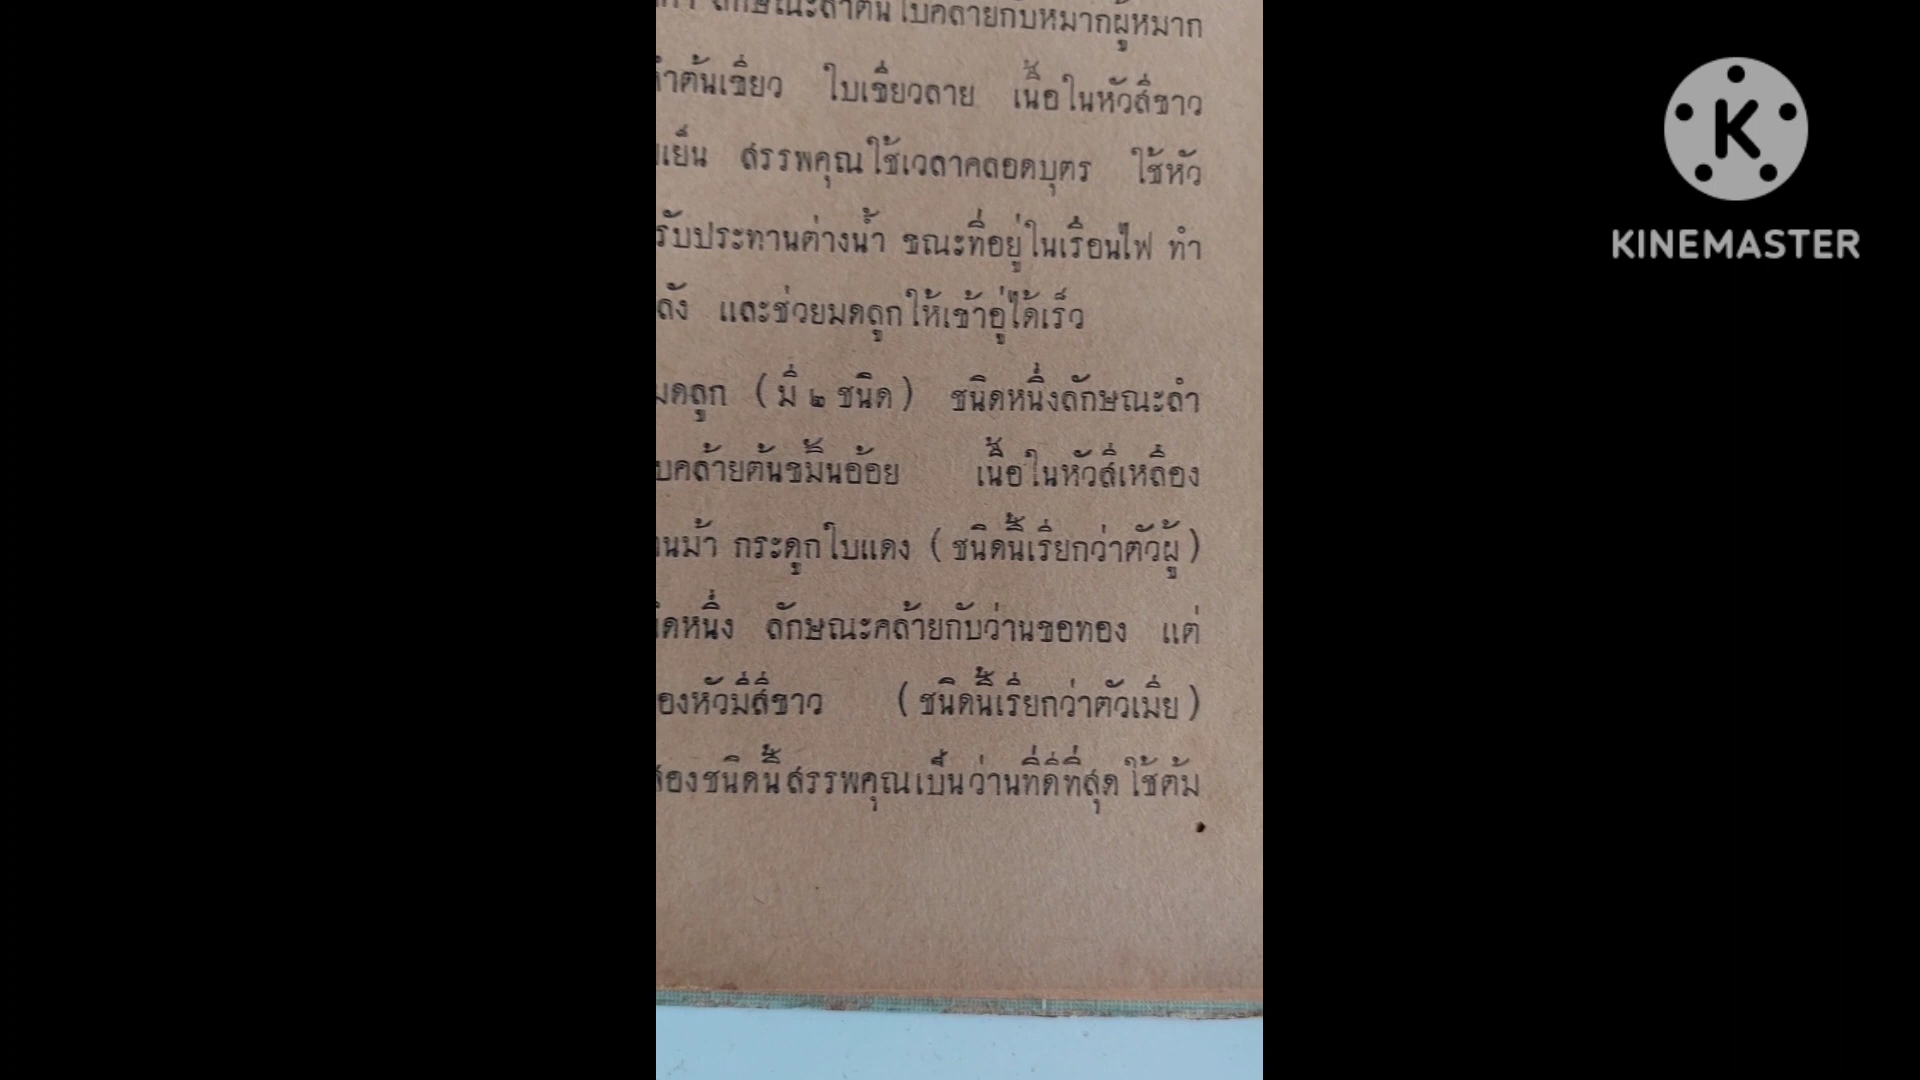 ลักษณะลำต้นใบคล้ายกับหมากผู้หมาก
ลำต้นเขียว ใบเขียวลาย เนื้อในหัวสีขาว
เย็น สรรพคุณใช้เวลาคลอดบุตร ใช้หัว
รับประทานต่างน้ำ ขณะที่อยู่ในเรือนไฟ ทำ
และช่วยมดลูกให้เข้าอู่ได้เร็ว
มดลูก (มี ๒ ชนิด) ชนิดหนึ่งลักษณะลำ
บคล้ายต้นขมิ้นอ้อย เนื้อในหัวสีเหลือง
านม้า กระดูกใบแดง (ชนิดนี้เรียกว่าตัวผู้)
ิดหนึ่ง ลักษณะคล้ายกับว่านขอทอง แต่
องหัวมีสีขาว (ชนิดนี้เรียกว่าตัวเมีย)
สองชนิดนี้สรรพคุณเป็นว่านที่ดีที่สุด ใช้ต้ม
K
KINEMASTER